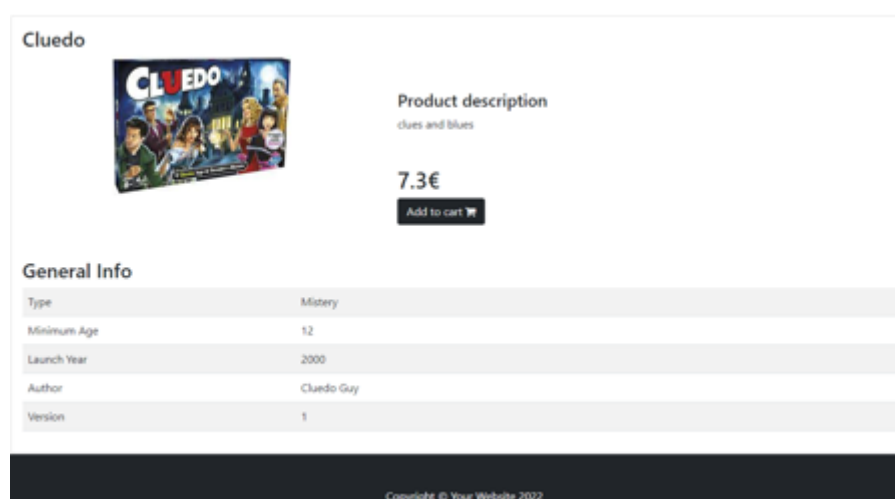 Cluedo
CLUEDO
Product description
clues and blues
7.3€
Add to cart
General Info
Type Mistery
Minimum Age 12
Launch Year 2000
Author Cluedo Guy
Version 1
Copyright © Your Website 2022